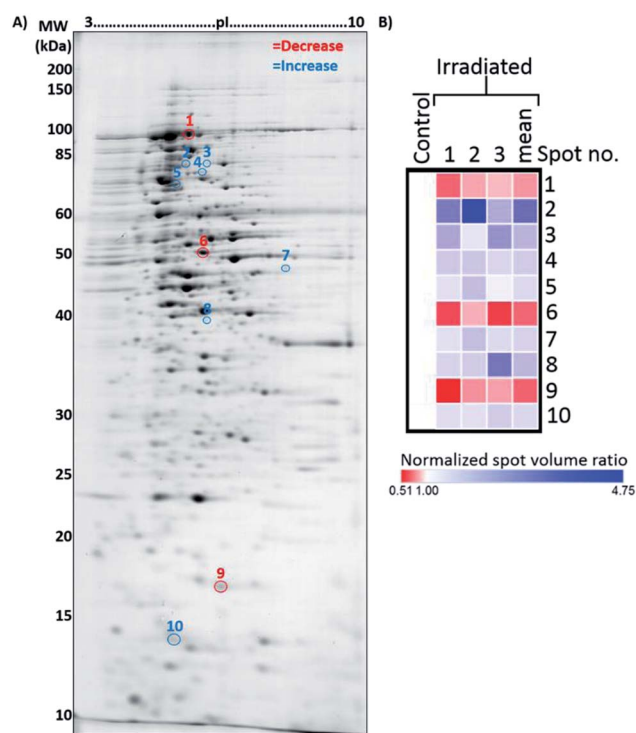 A)
MW
(kDa)
3......................................pI......................................10
=Decrease
=Increase
200
150
100
85
60
50
40
30
25
20
15
10
1
2
3
4
5
6
7
8
9
10
B)
Irradiated
Control
1 2 3 mean Spot no.
1
2
3
4
5
6
7
8
9
10
Normalized spot volume ratio
0.51 1.00 4.75